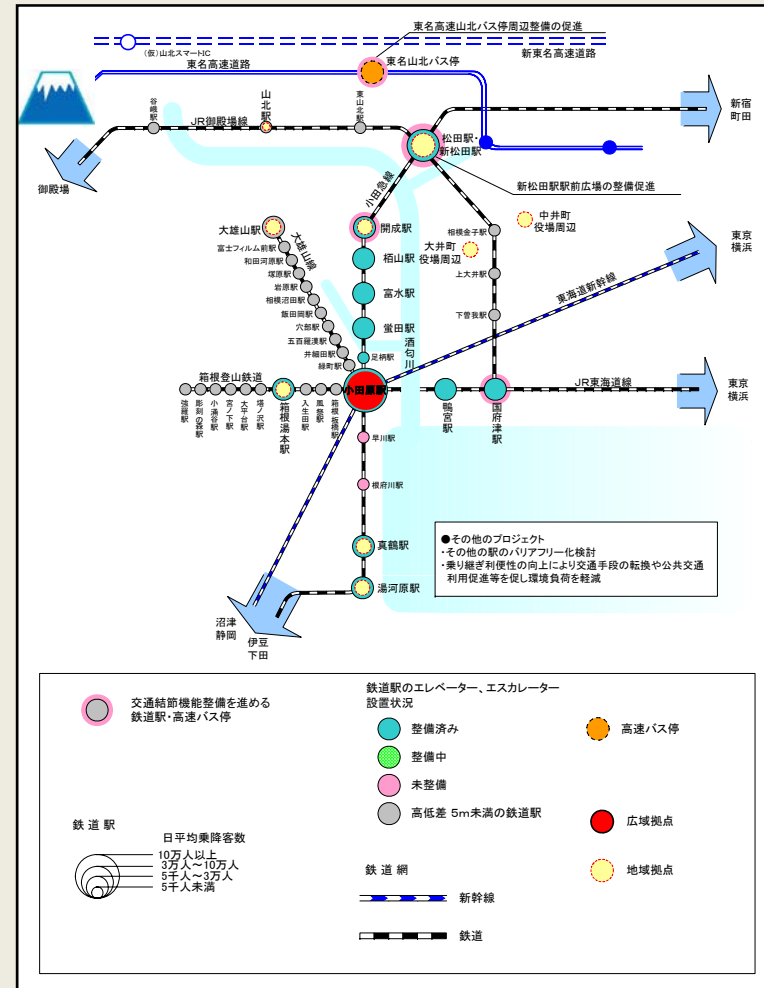 東名高速山北バス停周辺整備の促進
(仮)山北スマートIC
新東名高速道路
東名高速道路
東名山北バス停
新宿
町田
谷峨駅
JR御殿場線
山北駅
東山北駅
松田駅・
新松田駅
御殿場
新松田駅駅前広場の整備促進
小田急線
大雄山駅
大雄山線
開成駅
中井町
役場周辺
大井町
役場周辺
相模金子駅
東京
横浜
富士フィルム前駅
和田河原駅
塚原駅
岩原駅
相模沼田駅
飯田岡駅
穴部駅
五百羅漢駅
井細田駅
緑町駅
栢山駅
富水駅
蛍田駅
足柄駅
酒匂川
上大井駅
下曽我駅
東海道新幹線
箱根登山鉄道
小田原駅
JR東海道線
東京
横浜
強羅駅
彫刻の森駅
小涌谷駅
宮ノ下駅
大平台駅
塔ノ沢駅
箱根湯本駅
入生田駅
風祭駅
箱根板橋駅
鴨宮駅
国府津駅
早川駅
根府川駅
真鶴駅
湯河原駅
●その他のプロジェクト
・その他の駅のバリアフリー化検討
・乗り継ぎ利便性の向上により交通手段の転換や公共交通
利用促進等を促し環境負荷を軽減
沼津
静岡
伊豆
下田
交通結節機能整備を進める
鉄道駅・高速バス停
鉄道駅のエレベーター、エスカレーター
設置状況
整備済み
整備中
未整備
高低差 5m未満の鉄道駅
高速バス停
広域拠点
地域拠点
鉄道駅
日平均乗降客数
10万人以上
3万人～10万人
5千人～3万人
5千人未満
鉄道網
新幹線
鉄道